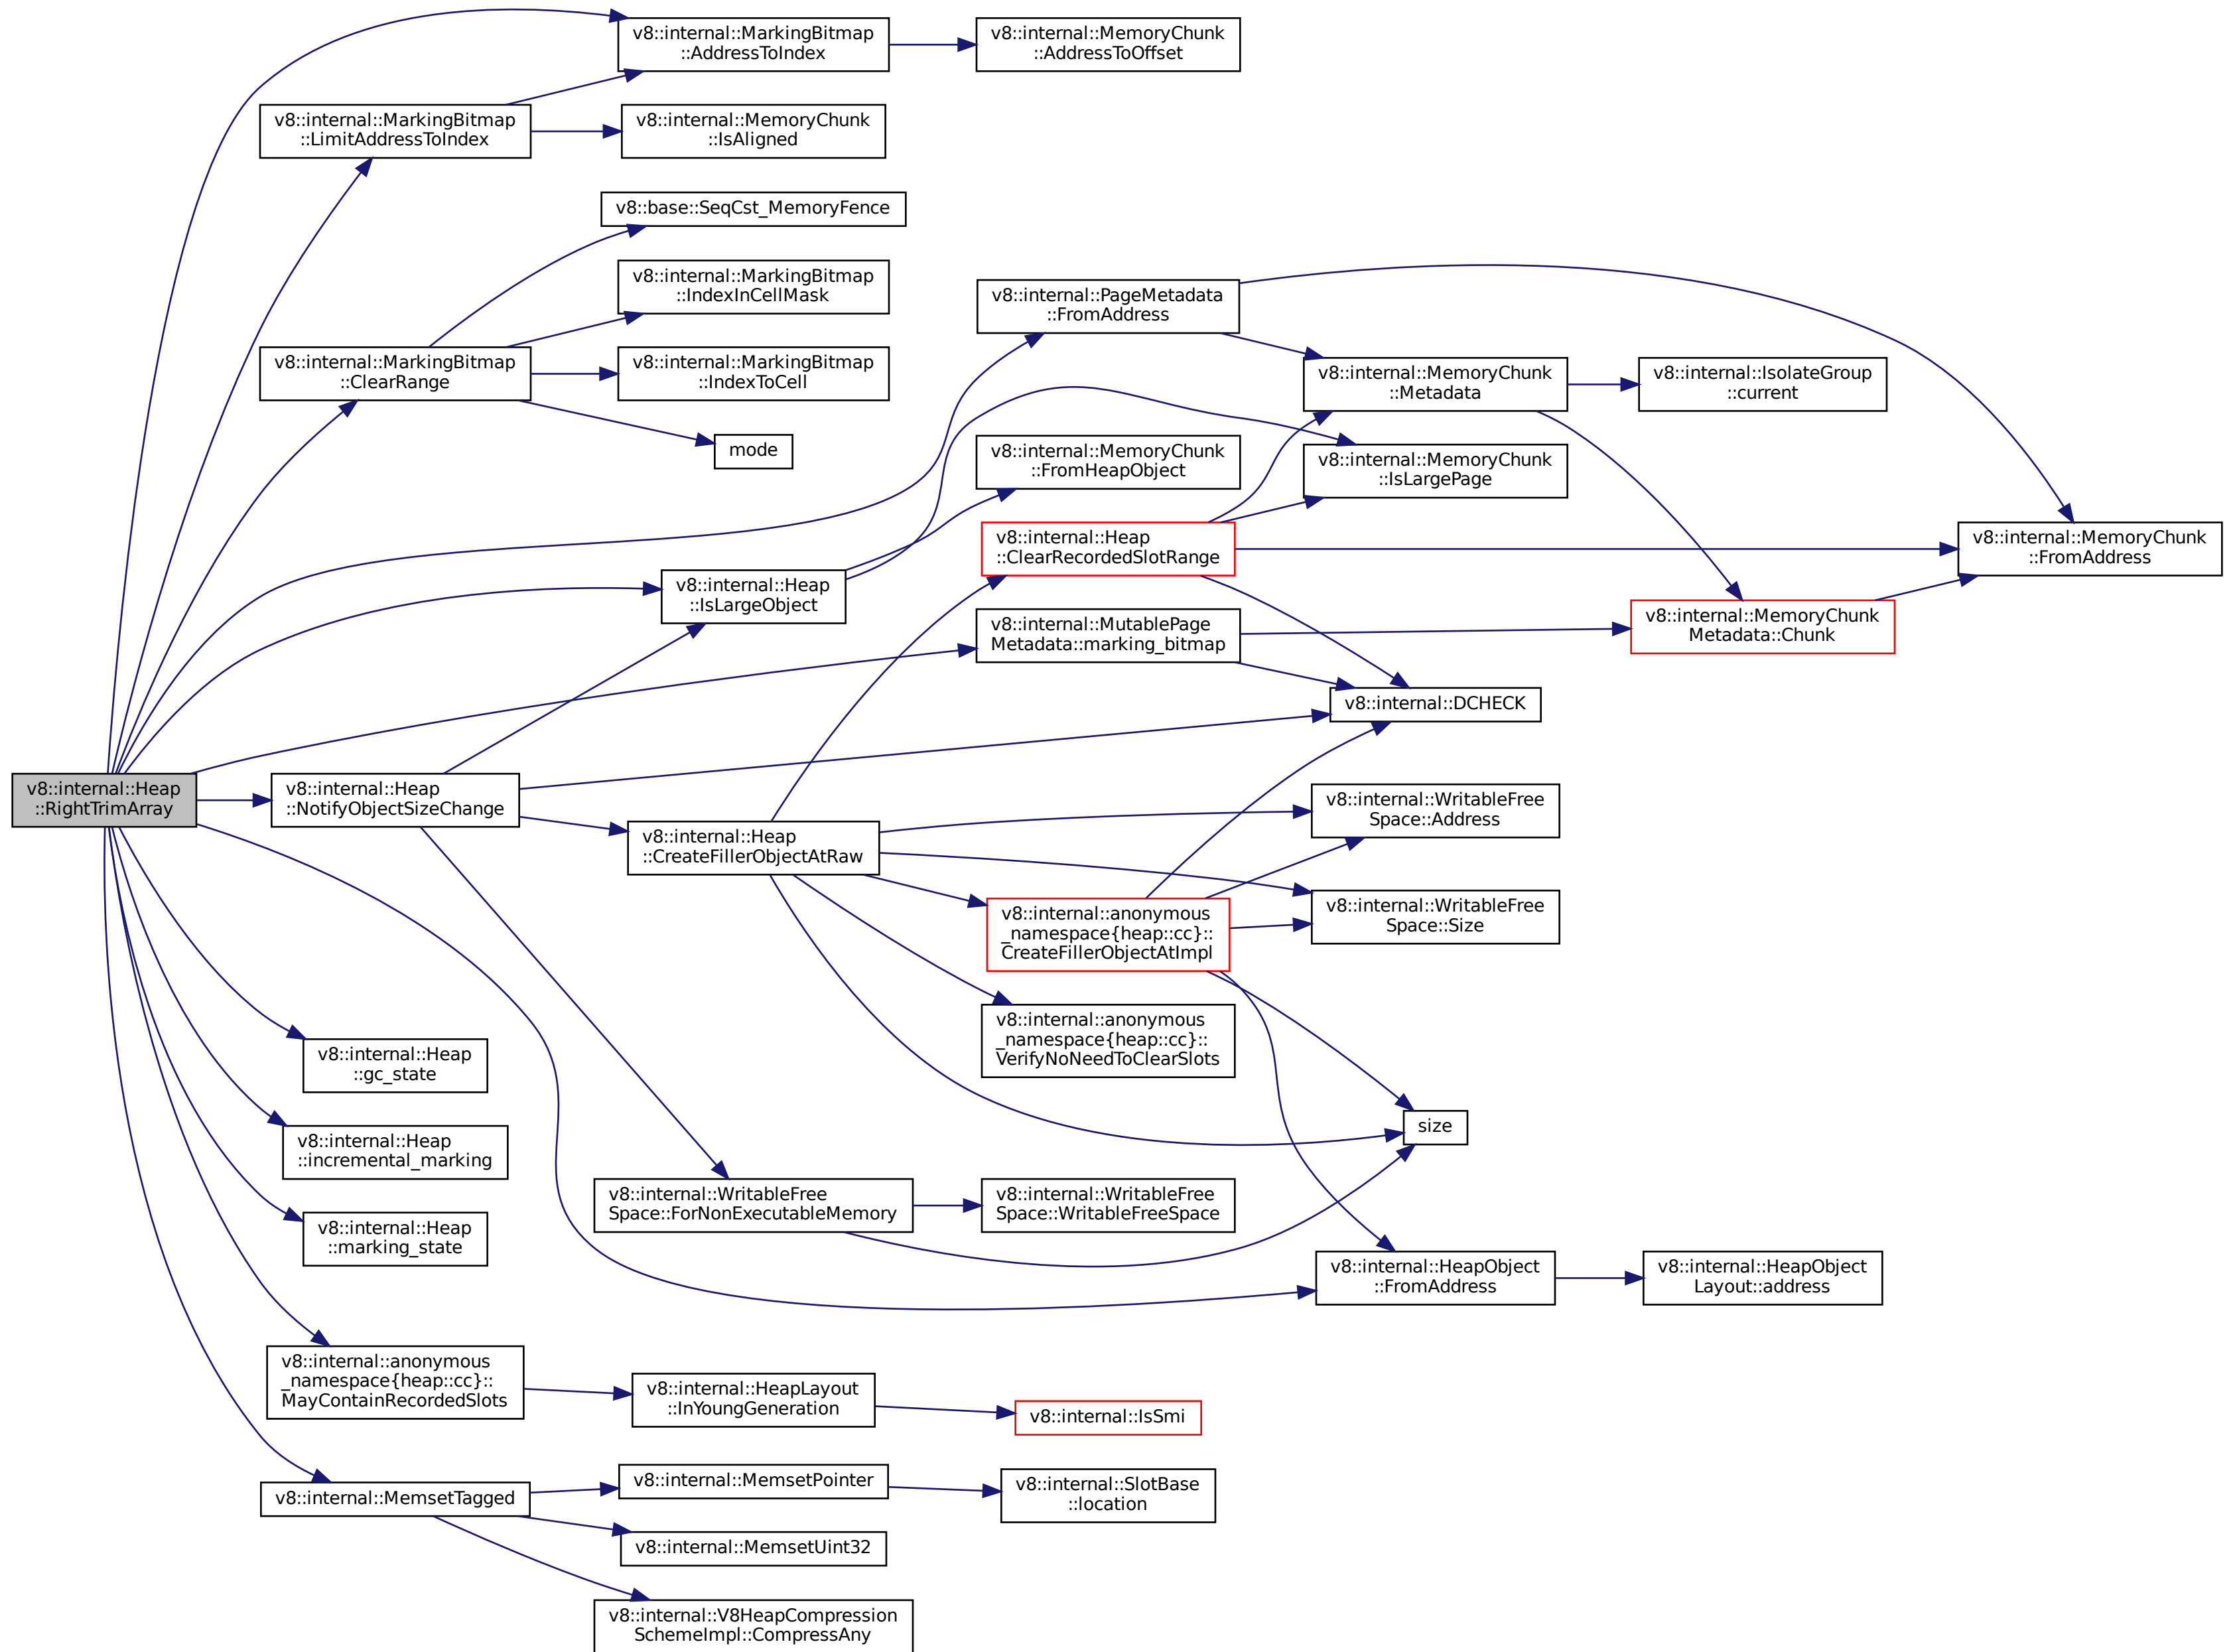 v8::internal::MarkingBitmap
::AddressToIndex
v8::internal::MemoryChunk
::AddressToOffset
v8::internal::MarkingBitmap
::LimitAddressToIndex
v8::internal::MemoryChunk
::IsAligned
v8::base::SeqCst_MemoryFence
v8::internal::MarkingBitmap
::IndexInCellMask
v8::internal::PageMetadata
::FromAddress
v8::internal::MarkingBitmap
::ClearRange
v8::internal::MarkingBitmap
::IndexToCell
v8::internal::MemoryChunk
::Metadata
v8::internal::IsolateGroup
::current
mode
v8::internal::MemoryChunk
::FromHeapObject
v8::internal::MemoryChunk
::IsLargePage
v8::internal::Heap
::ClearRecordedSlotRange
v8::internal::MemoryChunk
::FromAddress
v8::internal::Heap
::IsLargeObject
v8::internal::MutablePage
Metadata::marking_bitmap
v8::internal::MemoryChunk
Metadata::Chunk
v8::internal::DCHECK
v8::internal::Heap
::RightTrimArray
v8::internal::Heap
::NotifyObjectSizeChange
v8::internal::WritableFree
Space::Address
v8::internal::Heap
::CreateFillerObjectAtRaw
v8::internal::anonymous
_namespace{heap::cc}::
CreateFillerObjectAtImpl
v8::internal::WritableFree
Space::Size
v8::internal::anonymous
_namespace{heap::cc}::
VerifyNoNeedToClearSlots
v8::internal::Heap
::gc_state
size
v8::internal::Heap
::incremental_marking
v8::internal::WritableFree
Space::ForNonExecutableMemory
v8::internal::WritableFree
Space::WritableFreeSpace
v8::internal::Heap
::marking_state
v8::internal::HeapObject
::FromAddress
v8::internal::HeapObject
Layout::address
v8::internal::anonymous
_namespace{heap::cc}::
MayContainRecordedSlots
v8::internal::HeapLayout
::InYoungGeneration
v8::internal::IsSmi
v8::internal::MemsetTagged
v8::internal::MemsetPointer
v8::internal::SlotBase
::location
v8::internal::MemsetUint32
v8::internal::V8HeapCompression
SchemeImpl::CompressAny